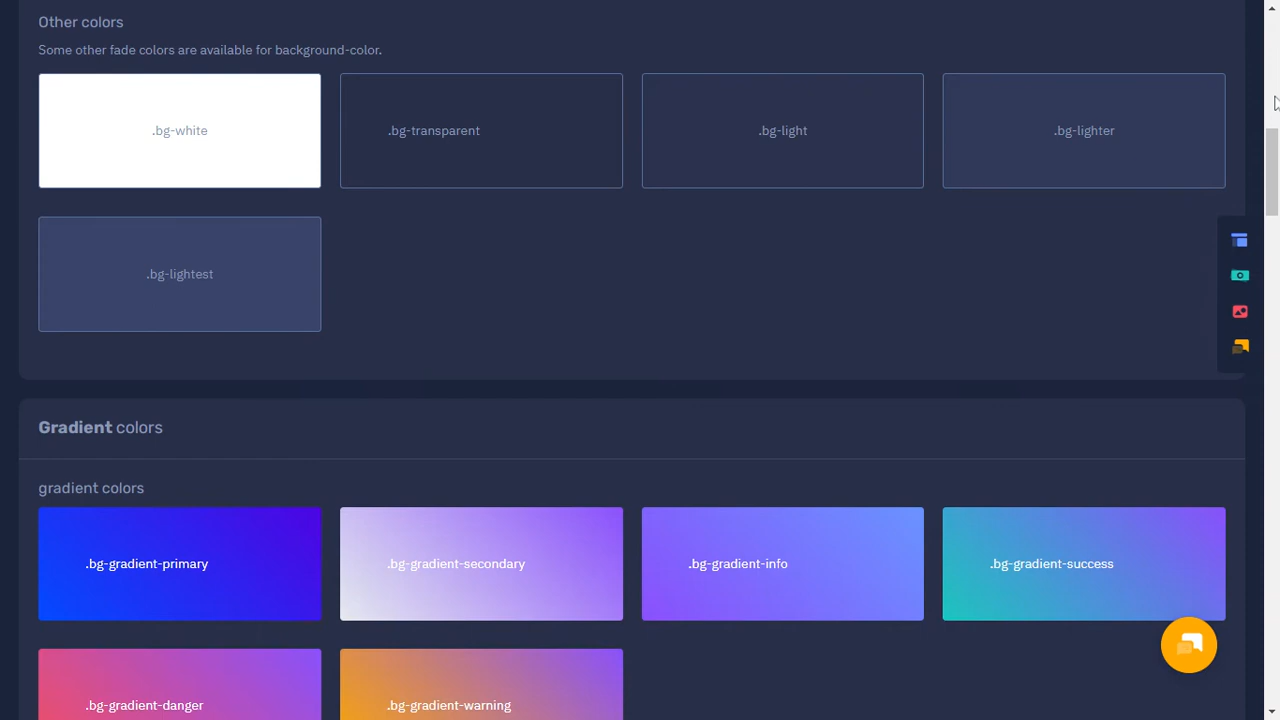 Other colors
Some other fade colors are available for background-color.
.bg-white
.bg-transparent
.bg-light
.bg-lighter
.bg-lightest
Gradient colors
gradient colors
.bg-gradient-primary
.bg-gradient-secondary
.bg-gradient-info
.bg-gradient-success
.bg-gradient-danger
.bg-gradient-warning